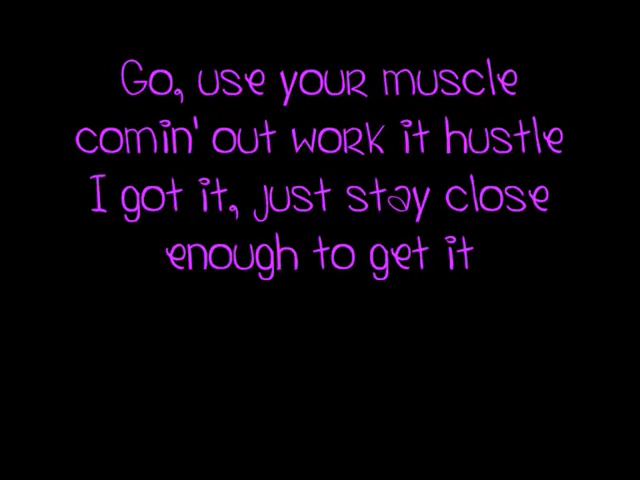 Go, use your muscle
comin' out work it hustle
I got it, just stay close
enough to get it